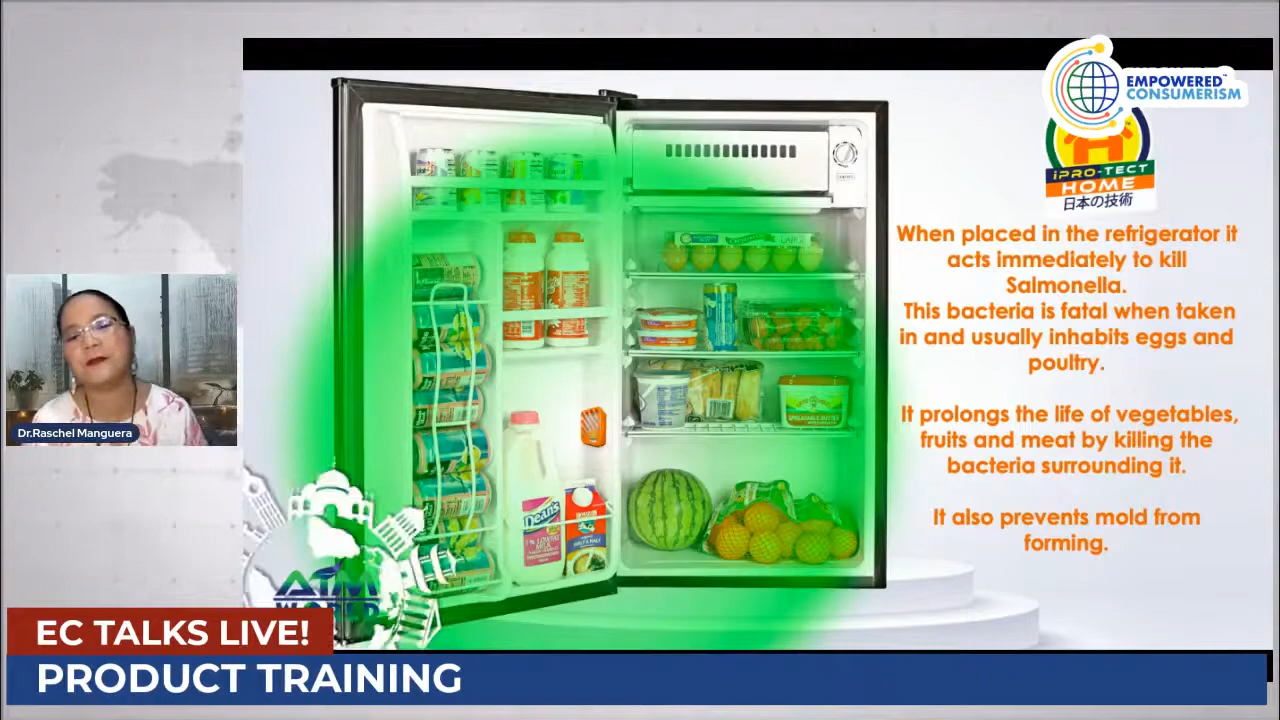 EMPOWERED
CONSUMERISM
iPRO-TECT
HOME
日本の技術
When placed in the refrigerator it
acts immediately to kill
Salmonella.
This bacteria is fatal when taken
in and usually inhabits eggs and
poultry.
It prolongs the life of vegetables,
fruits and meat by killing the
bacteria surrounding it.
It also prevents mold from
forming.
Dean's
Dr.Raschel Manguera
AIM
WORLD
EC TALKS LIVE!
PRODUCT TRAINING